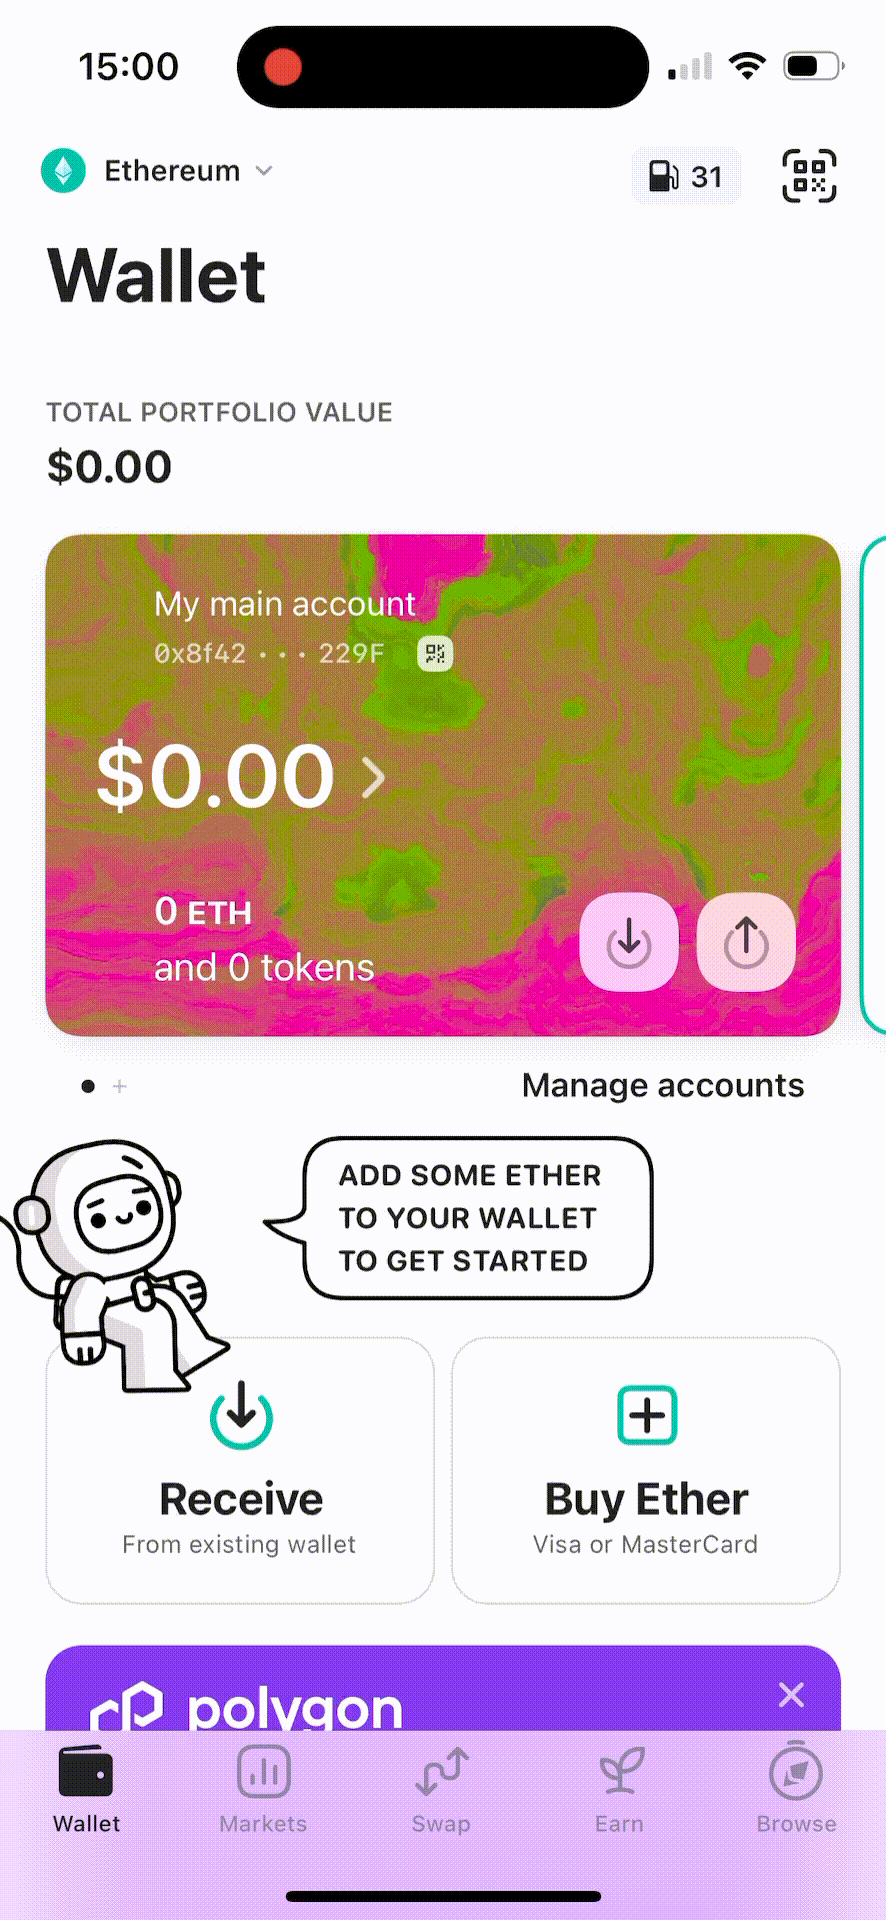 15:00
Ethereum
31
Wallet
TOTAL PORTFOLIO VALUE
$0.00
My main account
0x8f42 ··· 229F
$0.00
0 ETH
and 0 tokens
Manage accounts
ADD SOME ETHER
TO YOUR WALLET
TO GET STARTED
Receive
From existing wallet
Buy Ether
Visa or MasterCard
polygon
Wallet
Markets
Swap
Earn
Browse